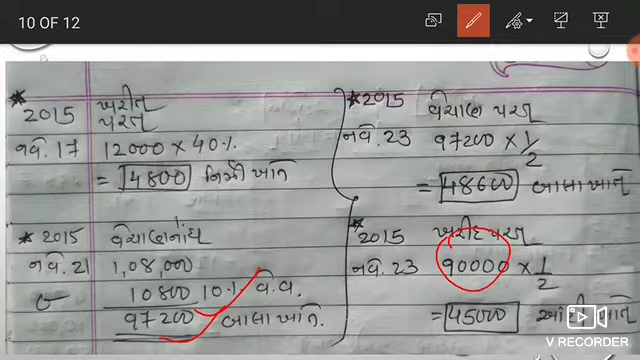 10 OF 12
* 2015 ખરીદ
પરત
નવે. 17 12000 × 40%
= 4800 નિર્મી ખાતે
* 2015 વેચાણનોંધ
નવે. 21 1,08,000
10800 10% વે.વ.
97200 બાલા ખાતે.
* 2015 વેચાણ પરત
નવે. 23 97200 × 1/2
= 48600 બાલા ખાતે
* 2015 ખરીદ પરત
નવે. 23 90000 × 1/2
= 45000 ખાતે
V RECORDER